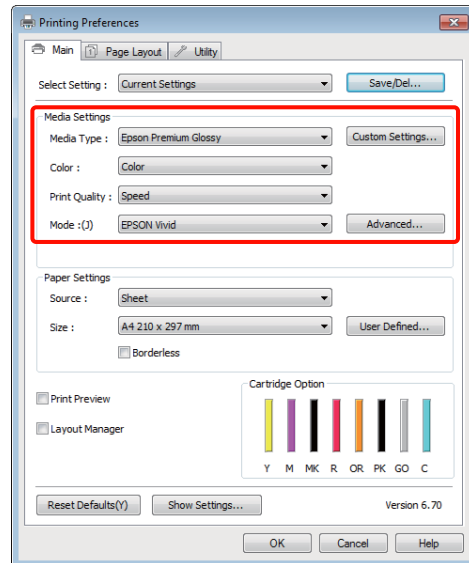 Printing Preferences
Main Page Layout Utility
Select Setting : Current Settings Save/Del...
Media Settings
Media Type : Epson Premium Glossy Custom Settings...
Color : Color
Print Quality : Speed
Mode :(J) EPSON Vivid Advanced...
Paper Settings
Source : Sheet
Size : A4 210 x 297 mm User Defined...
Borderless
Print Preview
Layout Manager
Cartridge Option
Y M MK R OR PK GO C
Reset Defaults(Y) Show Settings... Version 6.70
OK Cancel Help